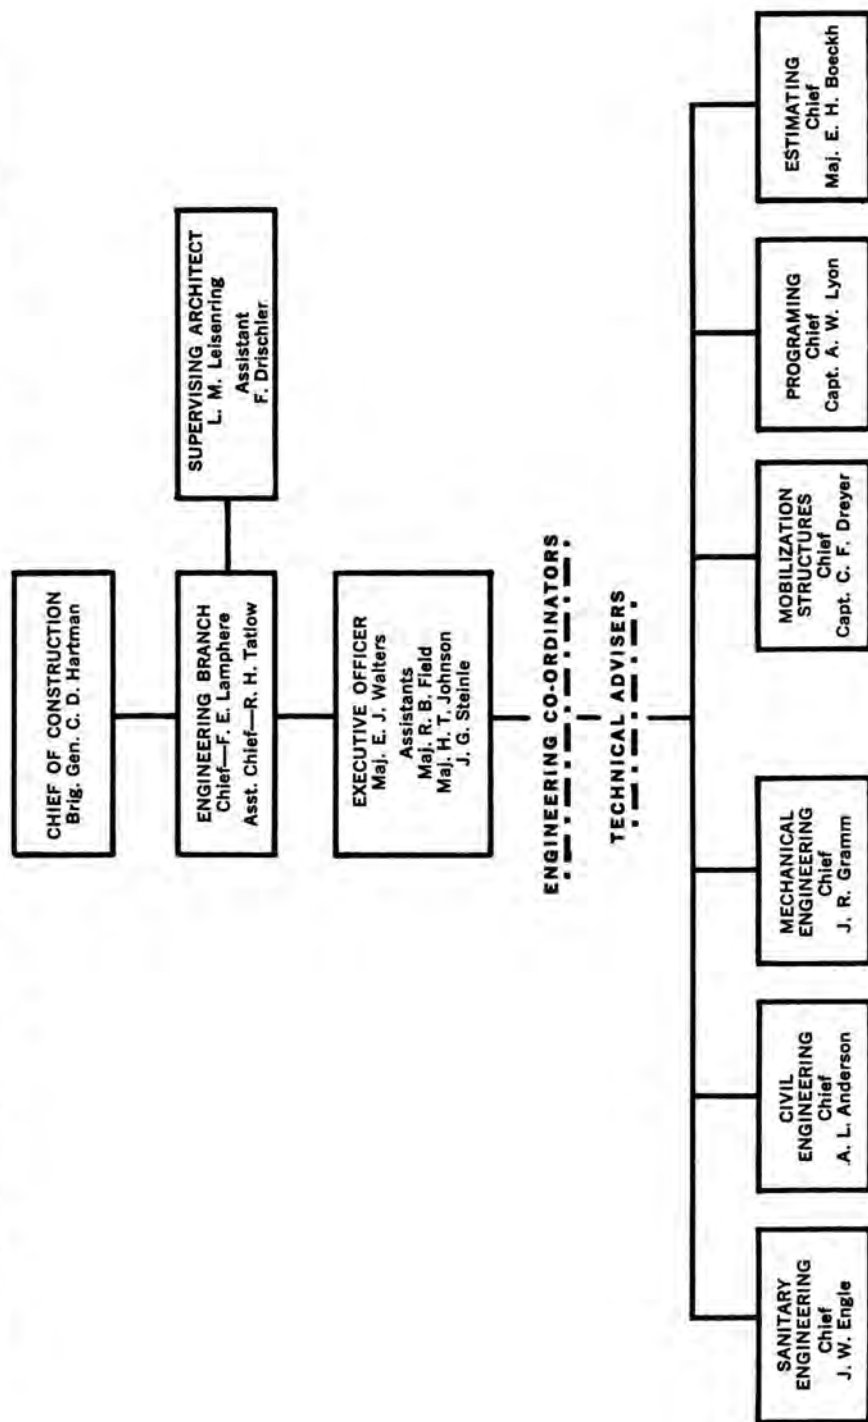 CHIEF OF CONSTRUCTION
Brig. Gen. C. D. Hartman
ENGINEERING BRANCH
Chief—F. E. Lamphere
Asst. Chief—R. H. Tatlow
SUPERVISING ARCHITECT
L. M. Leisenring
Assistant
F. Drischler
EXECUTIVE OFFICER
Maj. E. J. Walters
Assistants
Maj. R. B. Field
Maj. H. T. Johnson
J. G. Steinle
ENGINEERING CO-ORDINATORS
TECHNICAL ADVISERS
SANITARY
ENGINEERING
Chief
J. W. Engle
CIVIL
ENGINEERING
Chief
A. L. Anderson
MECHANICAL
ENGINEERING
Chief
J. R. Gramm
MOBILIZATION
STRUCTURES
Chief
Capt. C. F. Dreyer
PROGRAMING
Chief
Capt. A. W. Lyon
ESTIMATING
Chief
Maj. E. H. Boeckh